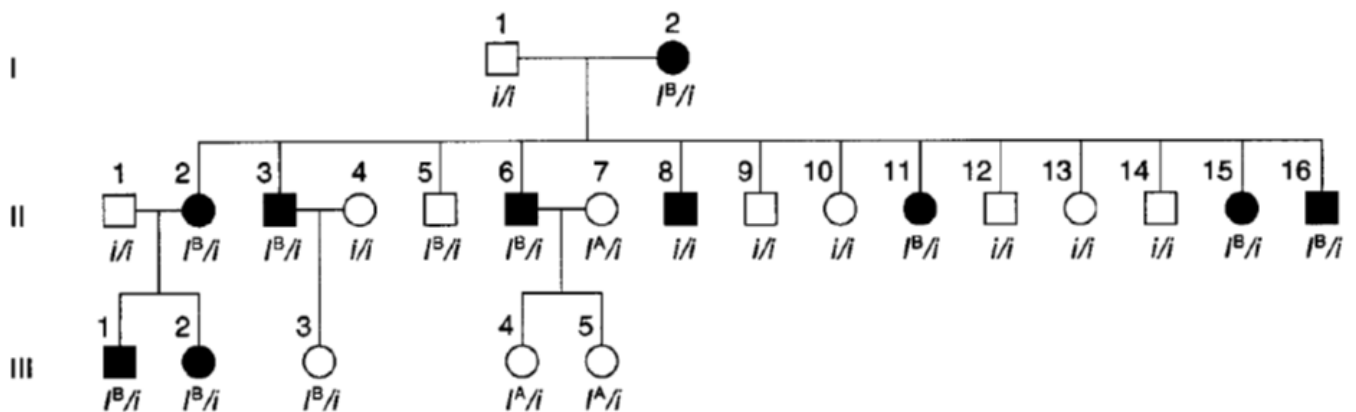 1 2
I
i/i I^B/i
1 2 3 4 5 6 7 8 9 10 11 12 13 14 15 16
II
i/i I^B/i I^B/i i/i I^B/i I^B/i I^A/i i/i i/i i/i I^B/i i/i i/i i/i I^B/i I^B/i
1 2 3 4 5
III
I^B/i I^B/i I^B/i I^A/i I^A/i